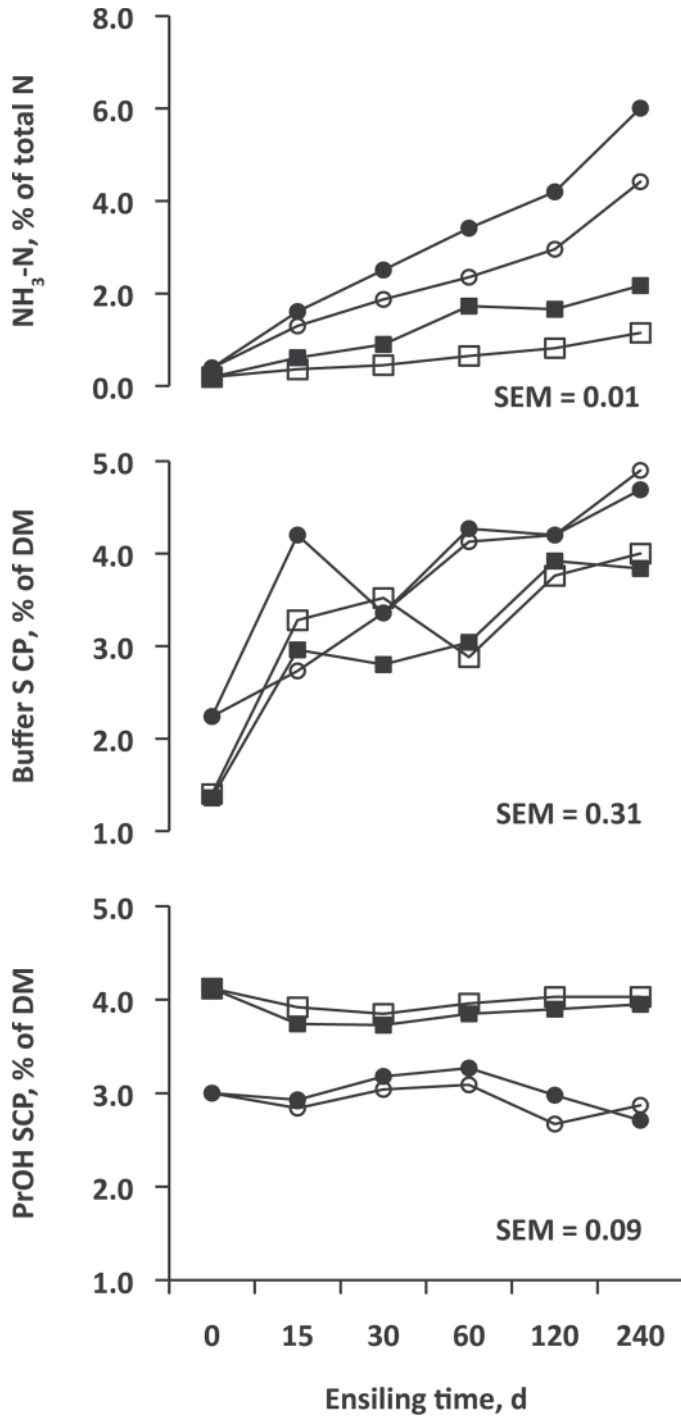 NH₃-N, % of total N
8.0
6.0
4.0
2.0
0.0
SEM = 0.01
Buffer S CP, % of DM
5.0
4.0
3.0
2.0
1.0
SEM = 0.31
PrOH SCP, % of DM
5.0
4.0
3.0
2.0
1.0
SEM = 0.09
0 15 30 60 120 240
Ensiling time, d